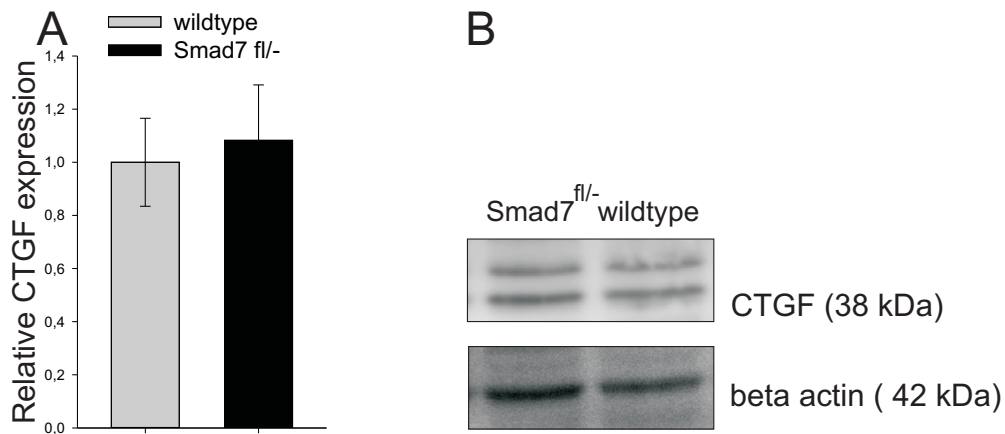 A
wildtype
Smad7 fl/-
1,4
1,2
1,0
0,8
0,6
0,4
0,2
0,0
Relative CTGF expression
B
Smad7fl/- wildtype
CTGF (38 kDa)
beta actin ( 42 kDa)